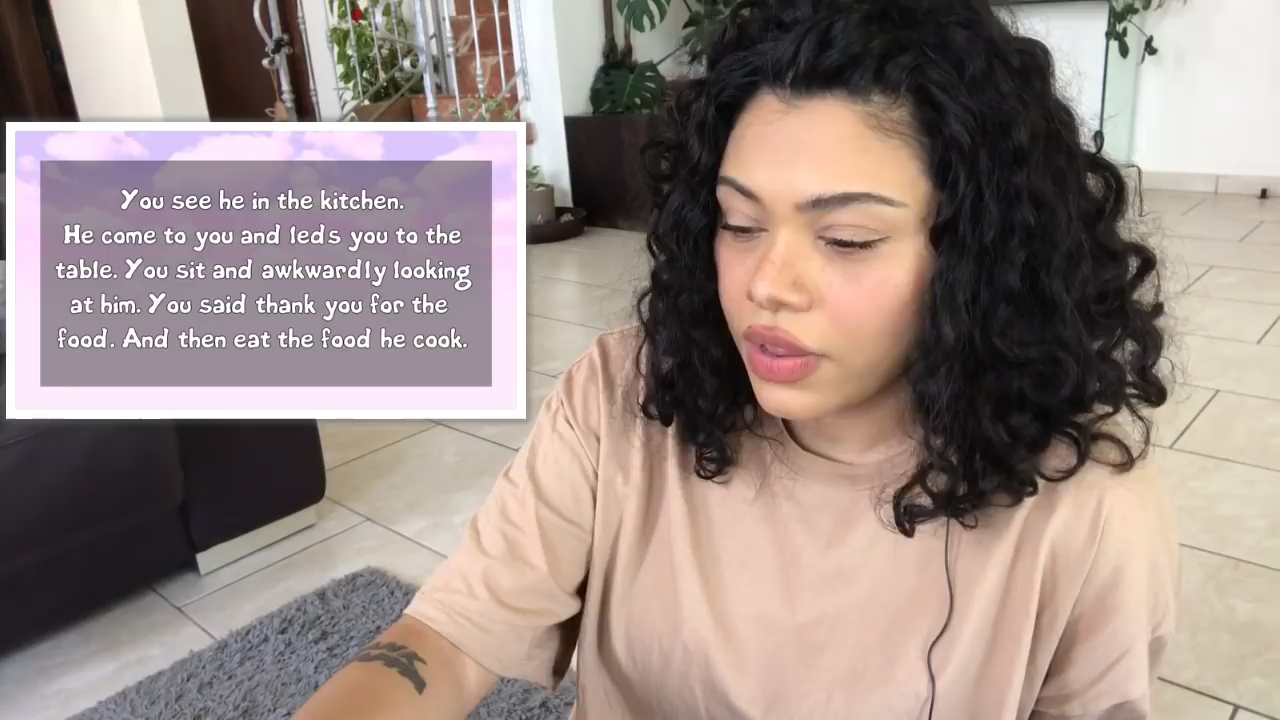 You see he in the kitchen.
He come to you and leds you to the
table. You sit and awkwardly looking
at him. You said thank you for the
food. And then eat the food he cook.